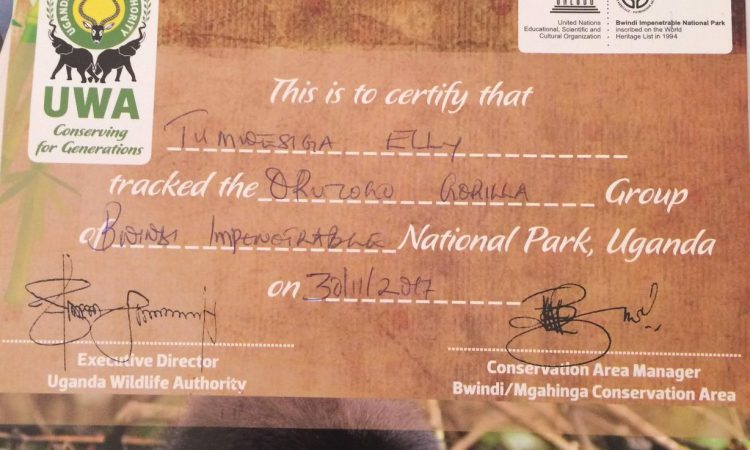 UGANDA
AUTHORITY
UWA
Conserving
for Generations
United Nations
Educational, Scientific and
Cultural Organization
Bwindi Impenetrable National Park
inscribed on the World
Heritage List in 1994
This is to certify that
TUMWESIGA ELLY
tracked the ORUZOGO GORILLA Group
of BWINDI IMPENETRABLE National Park, Uganda
on 30/11/2017
Executive Director
Uganda Wildlife Authority
Conservation Area Manager
Bwindi/Mgahinga Conservation Area